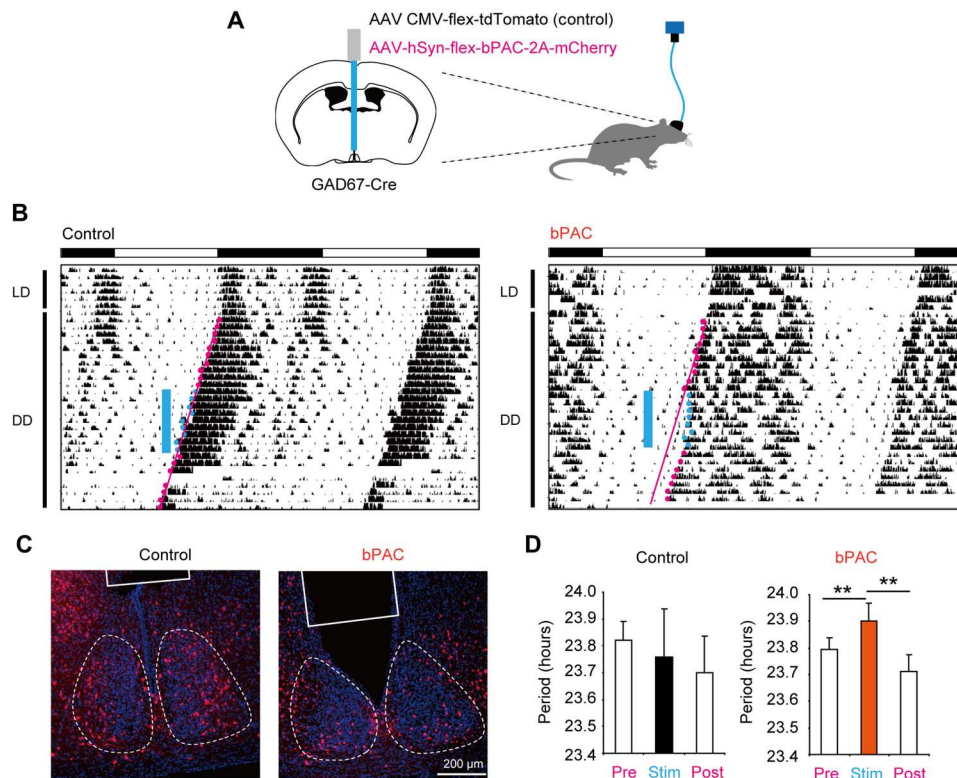 A
AAV CMV-flex-tdTomato (control)
AAV-hSyn-flex-bPAC-2A-mCherry
GAD67-Cre
B
Control
LD
DD
bPAC
LD
DD
C
Control
bPAC
200 µm
D
Control
Period (hours)
24.0
23.9
23.8
23.7
23.6
23.5
23.4
Pre Stim Post
bPAC
Period (hours)
24.0
23.9
23.8
23.7
23.6
23.5
23.4
** **
Pre Stim Post